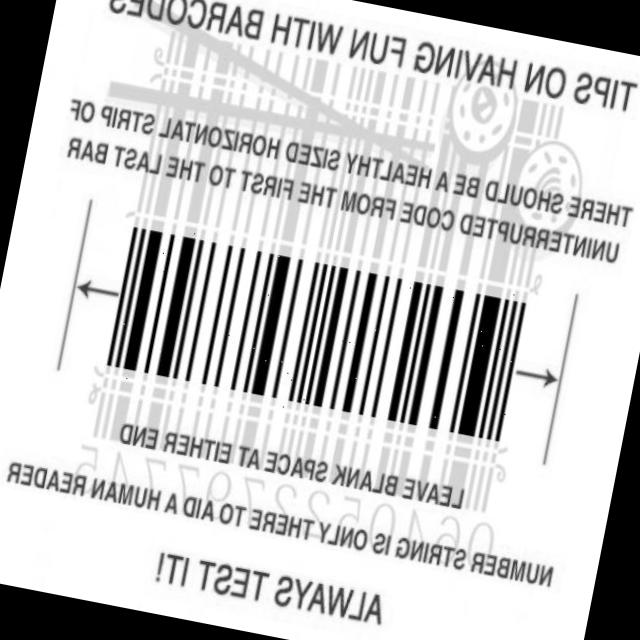 TIPS ON HAVING FUN WITH BARCODES
THERE SHOULD BE A HEALTHY SIZED HORIZONTAL STRIP OF
UNINTERRUPTED CODE FROM THE FIRST TO THE LAST BAR
LEAVE BLANK SPACE AT EITHER END
NUMBER STRING IS ONLY THERE TO AID A HUMAN READER
ALWAYS TEST IT!